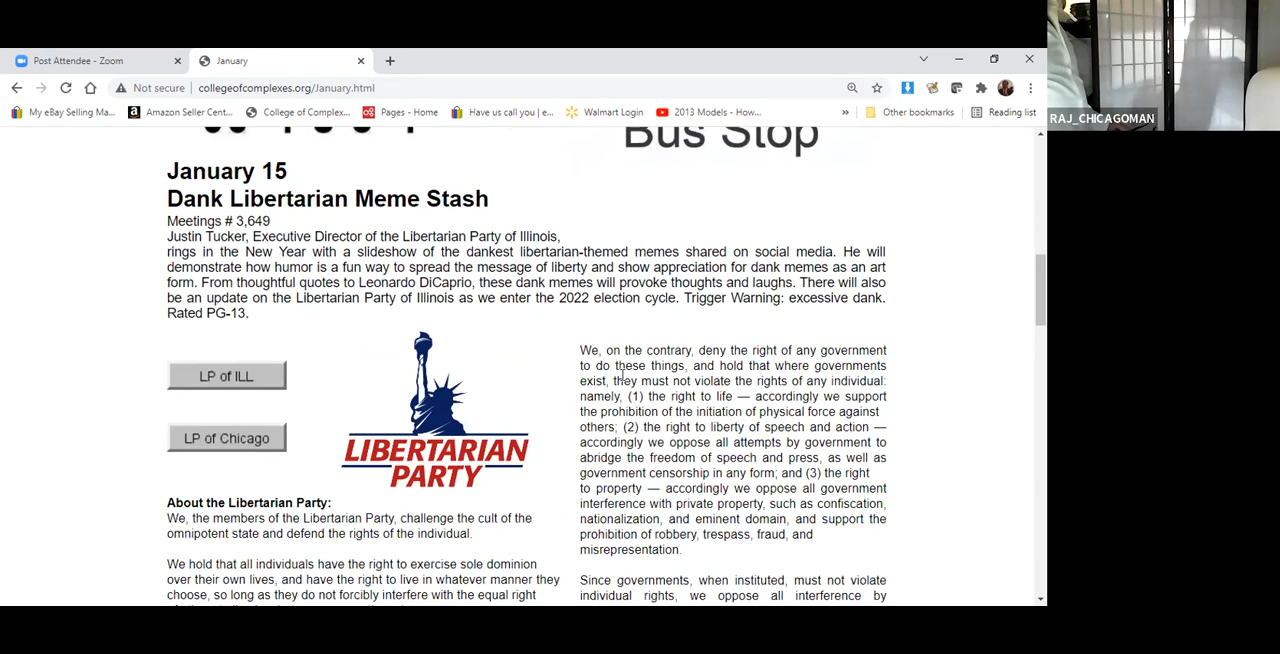 Post Attendee - Zoom
January
Not secure
collegeofcomplexes.org/January.html
My eBay Selling Ma...
Amazon Seller Cent...
College of Complex...
Pages - Home
Have us call you | e...
Walmart Login
2013 Models - How...
»
Other bookmarks
Reading list
RAJ_CHICAGOMAN
Bus Stop
January 15
Dank Libertarian Meme Stash
Meetings # 3,649
Justin Tucker, Executive Director of the Libertarian Party of Illinois,
rings in the New Year with a slideshow of the dankest libertarian-themed memes shared on social media. He will
demonstrate how humor is a fun way to spread the message of liberty and show appreciation for dank memes as an art
form. From thoughtful quotes to Leonardo DiCaprio, these dank memes will provoke thoughts and laughs. There will also
be an update on the Libertarian Party of Illinois as we enter the 2022 election cycle. Trigger Warning: excessive dank.
Rated PG-13.
LP of ILL
LP of Chicago
LIBERTARIAN
PARTY
About the Libertarian Party:
We, the members of the Libertarian Party, challenge the cult of the
omnipotent state and defend the rights of the individual.
We hold that all individuals have the right to exercise sole dominion
over their own lives, and have the right to live in whatever manner they
choose, so long as they do not forcibly interfere with the equal right
We, on the contrary, deny the right of any government
to do these things, and hold that where governments
exist, they must not violate the rights of any individual:
namely, (1) the right to life — accordingly we support
the prohibition of the initiation of physical force against
others; (2) the right to liberty of speech and action —
accordingly we oppose all attempts by government to
abridge the freedom of speech and press, as well as
government censorship in any form; and (3) the right
to property — accordingly we oppose all government
interference with private property, such as confiscation,
nationalization, and eminent domain, and support the
prohibition of robbery, trespass, fraud, and
misrepresentation.
Since governments, when instituted, must not violate
individual rights, we oppose all interference by